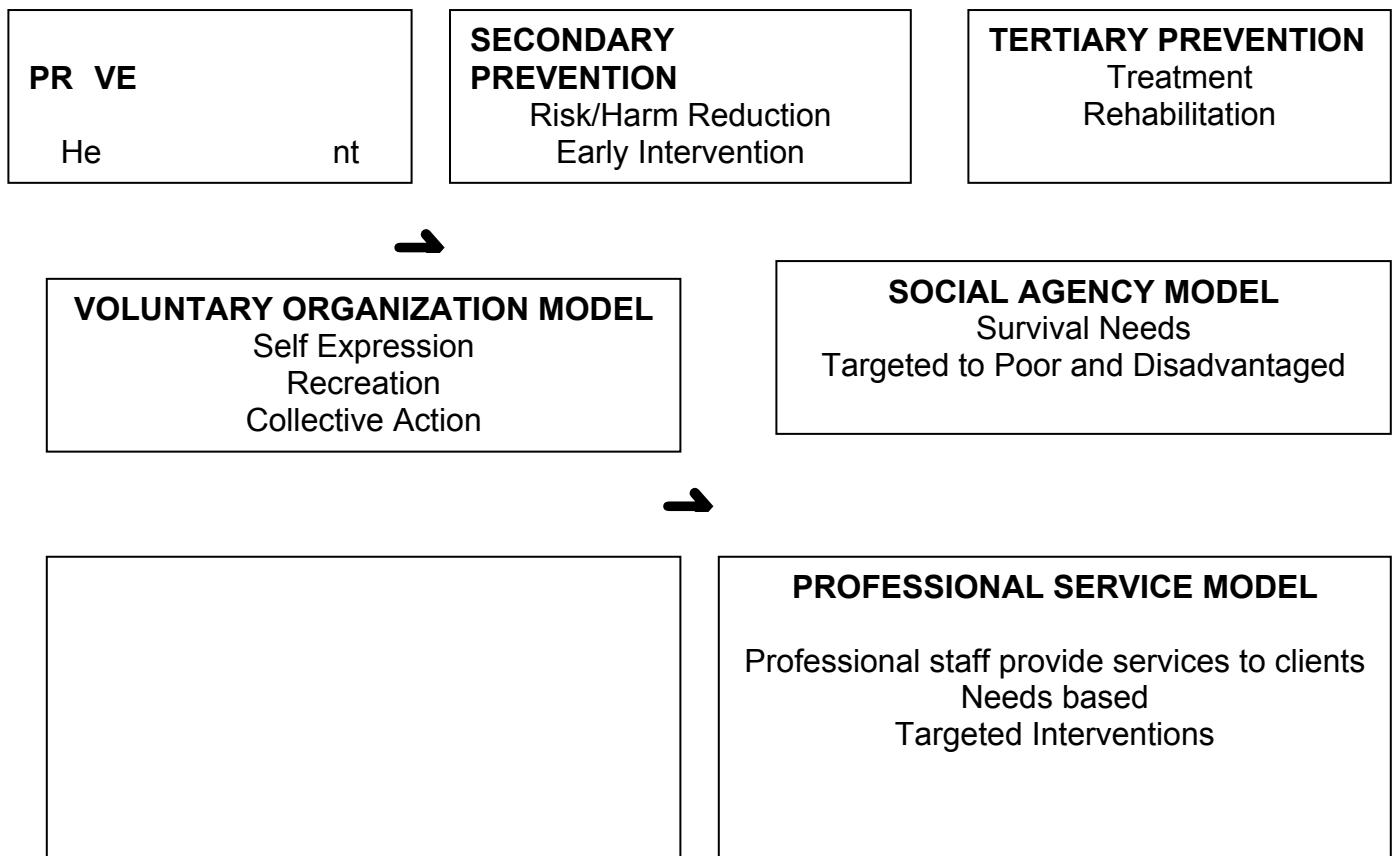 PR VE
He nt
SECONDARY
PREVENTION
Risk/Harm Reduction
Early Intervention
TERTIARY PREVENTION
Treatment
Rehabilitation
VOLUNTARY ORGANIZATION MODEL
Self Expression
Recreation
Collective Action
SOCIAL AGENCY MODEL
Survival Needs
Targeted to Poor and Disadvantaged
PROFESSIONAL SERVICE MODEL
Professional staff provide services to clients
Needs based
Targeted Interventions